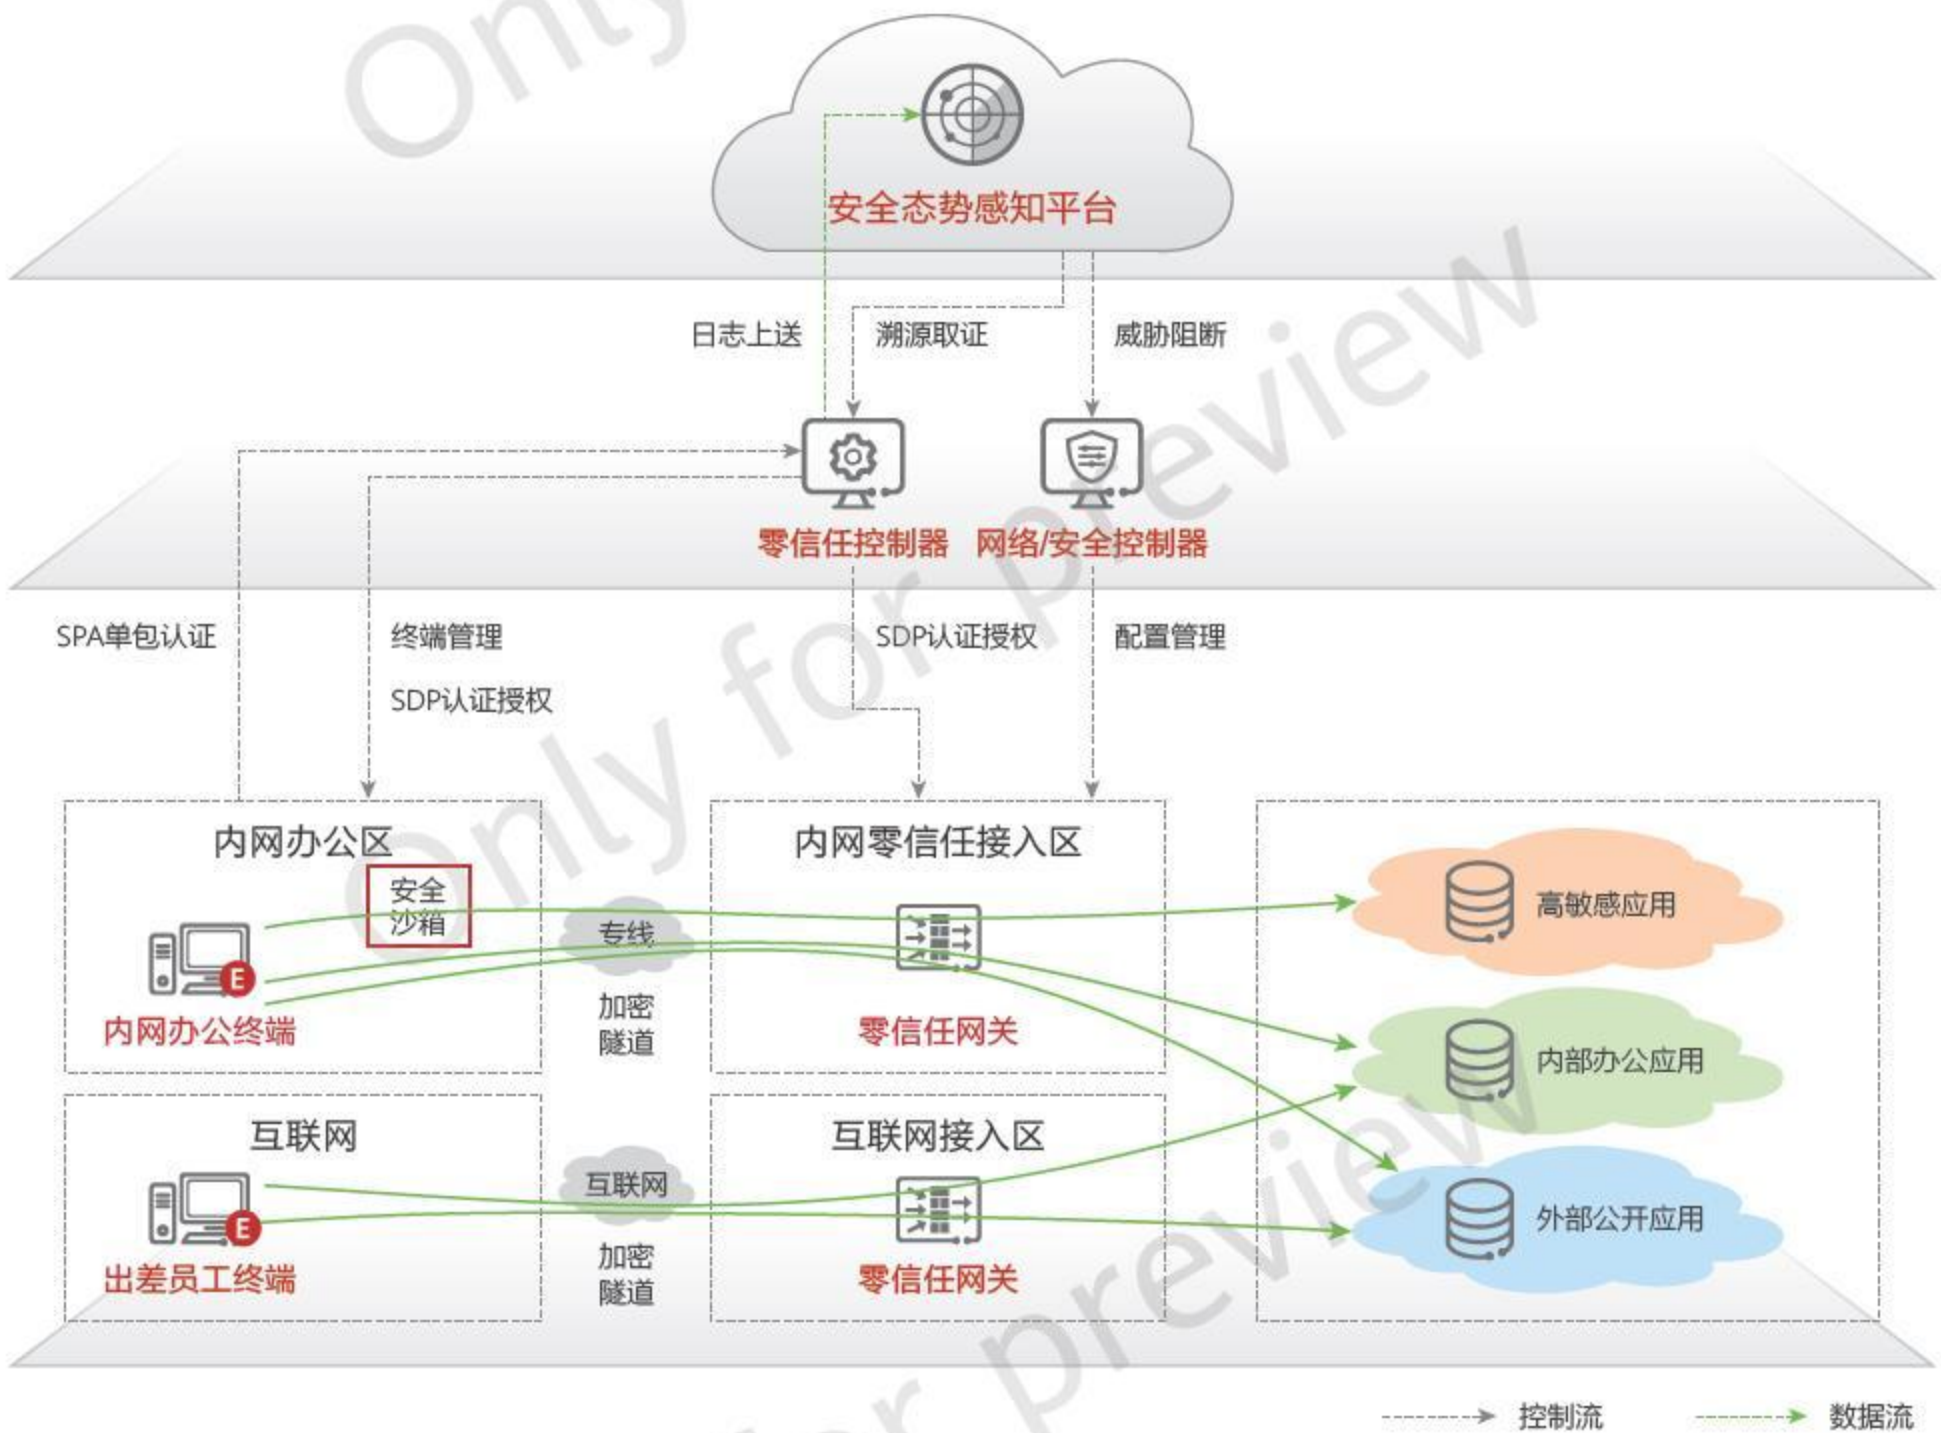 Only for preview
安全态势感知平台
日志上送
溯源取证
威胁阻断
零信任控制器
网络/安全控制器
SPA单包认证
终端管理
SDP认证授权
SDP认证授权
配置管理
内网办公区
安全
沙箱
E
内网办公终端
专线
加密
隧道
内网零信任接入区
零信任网关
高敏感应用
内部办公应用
外部公开应用
互联网
E
出差员工终端
互联网
加密
隧道
互联网接入区
零信任网关
控制流
数据流
Only
for preview